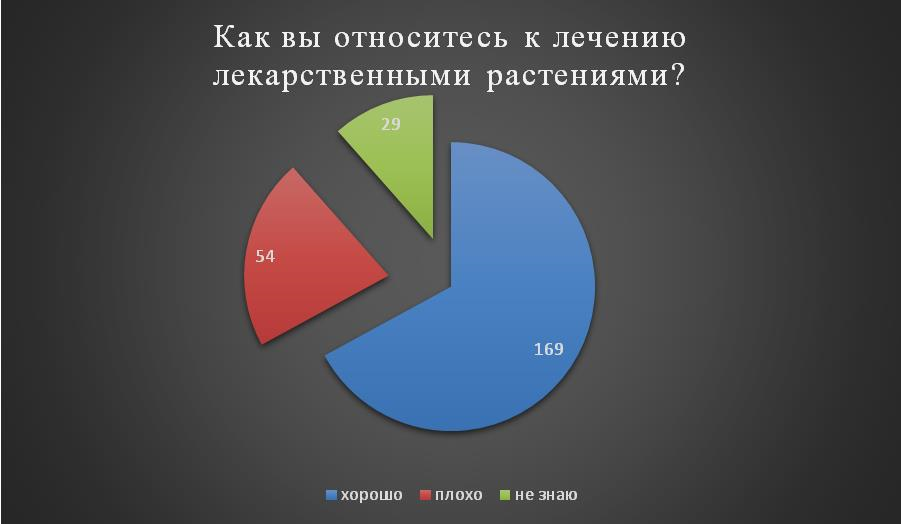 Как вы относитесь к лечению
лекарственными растениями?
29
54
169
хорошо плохо не знаю